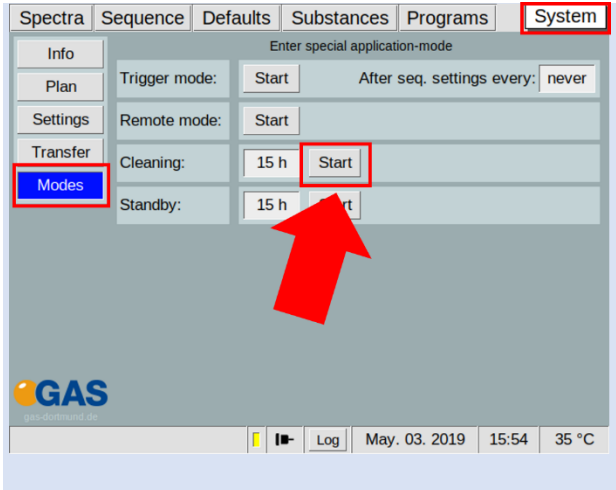 Spectra Sequence Defaults Substances Programs System
Info
Enter special application-mode
Plan
Trigger mode: Start After seq. settings every: never
Settings
Remote mode: Start
Transfer
Cleaning: 15 h Start
Modes
Standby: 15 h
GAS
gas-dortmund.de
Log May. 03. 2019 15:54 35 °C